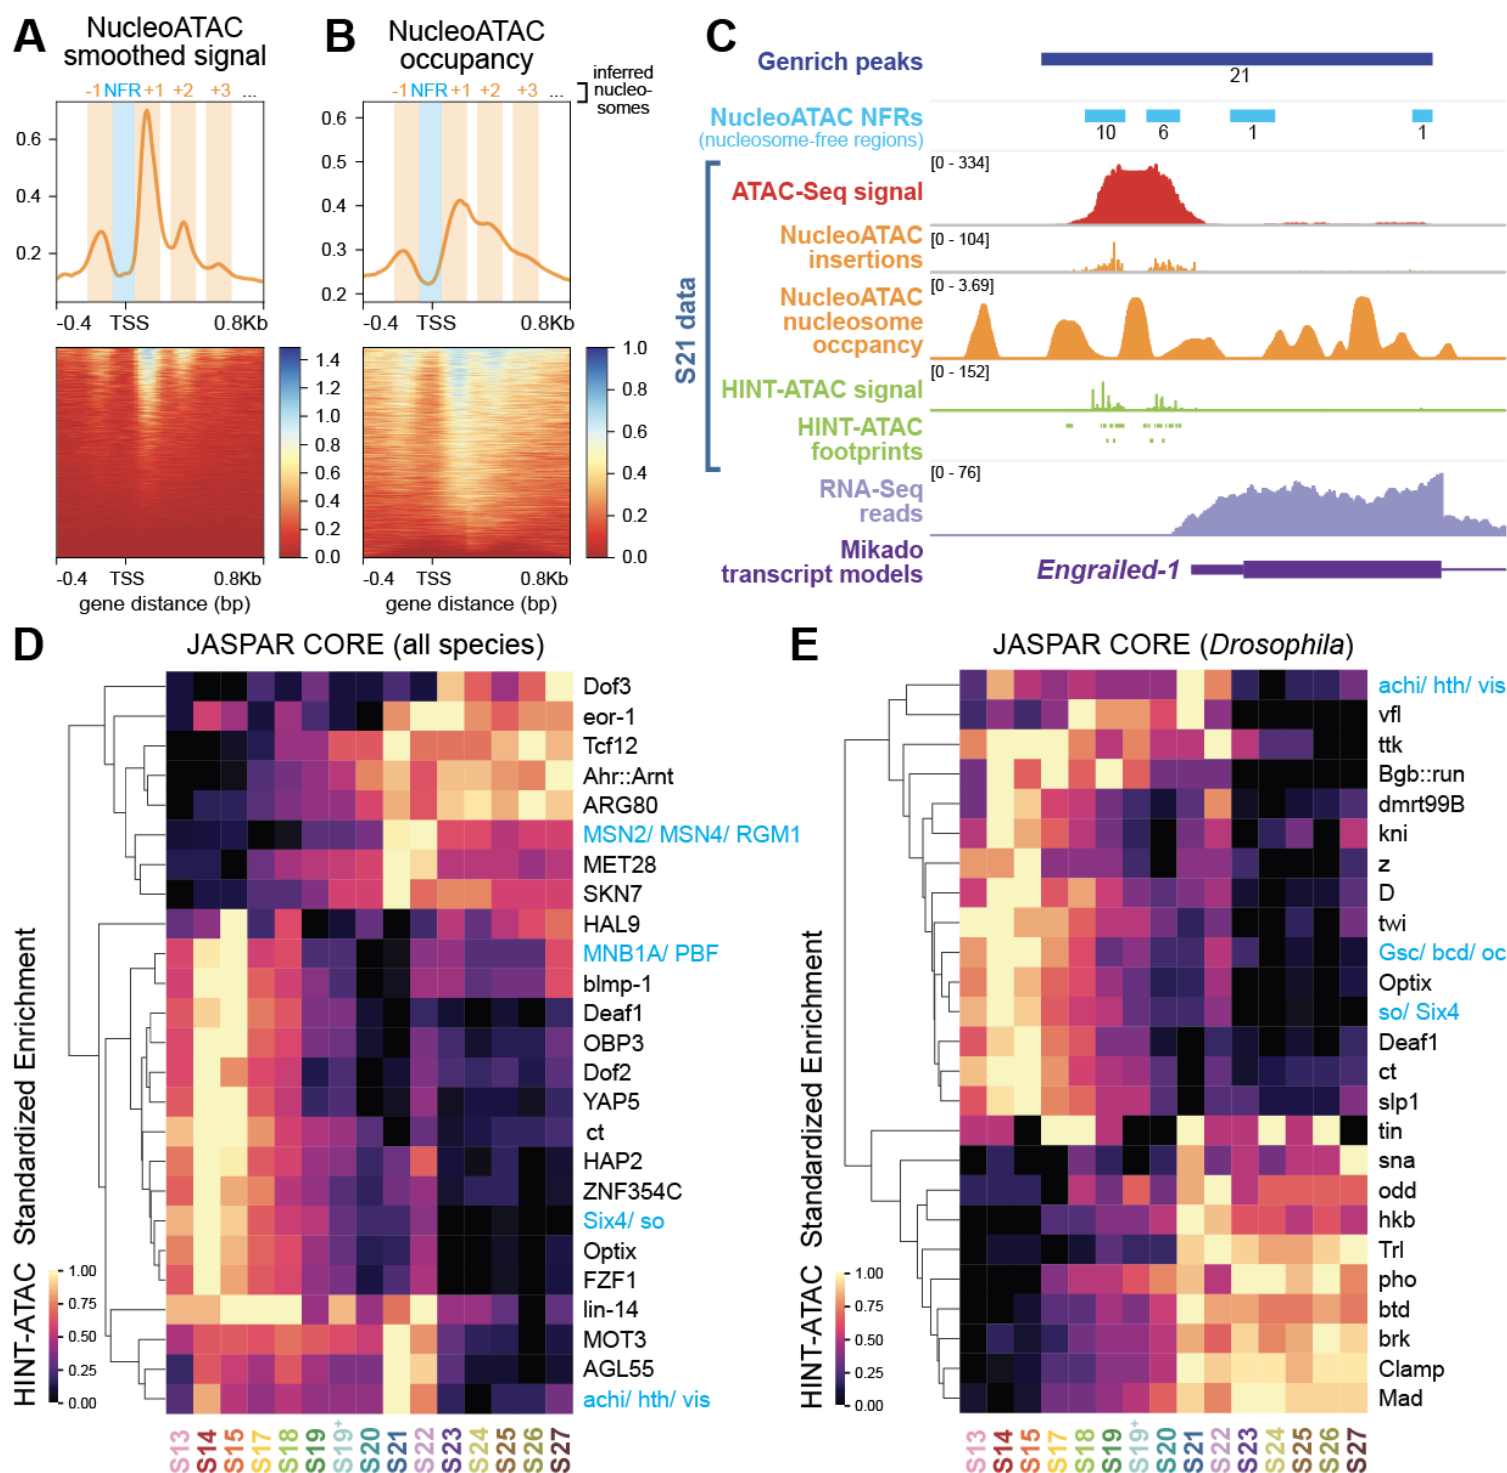 A
NucleoATAC
smoothed signal
-1 NFR +1 +2 +3 ...
0.6
0.4
0.2
-0.4 TSS 0.8Kb
1.4
1.2
1.0
0.8
0.6
0.4
0.2
0.0
-0.4 TSS 0.8Kb
gene distance (bp)
B
NucleoATAC
occupancy
-1 NFR +1 +2 +3 ...
inferred
nucleo-
somes
0.6
0.5
0.4
0.3
0.2
-0.4 TSS 0.8Kb
1.0
0.8
0.6
0.4
0.2
0.0
-0.4 TSS 0.8Kb
gene distance (bp)
C
Genrich peaks
21
NucleoATAC NFRs
(nucleosome-free regions)
10 6 1 1
S21 data
ATAC-Seq signal
[0 - 334]
NucleoATAC
insertions
[0 - 104]
NucleoATAC
nucleosome
occpancy
[0 - 3.69]
HINT-ATAC signal
[0 - 152]
HINT-ATAC
footprints
RNA-Seq
reads
[0 - 76]
Mikado
transcript models
Engrailed-1
D
JASPAR CORE (all species)
HINT-ATAC Standardized Enrichment
Dof3
eor-1
Tcf12
Ahr::Arnt
ARG80
MSN2/ MSN4/ RGM1
MET28
SKN7
HAL9
MNB1A/ PBF
blmp-1
Deaf1
OBP3
Dof2
YAP5
ct
HAP2
ZNF354C
Six4/ so
Optix
FZF1
lin-14
MOT3
AGL55
achi/ hth/ vis
1.00
0.75
0.50
0.25
0.00
S13 S14 S15 S17 S18 S19 S19+ S20 S21 S22 S23 S24 S25 S26 S27
E
JASPAR CORE (Drosophila)
HINT-ATAC Standardized Enrichment
achi/ hth/ vis
vfl
ttk
Bgb::run
dmrt99B
kni
z
D
twi
Gsc/ bcd/ oc
Optix
so/ Six4
Deaf1
ct
slp1
tin
sna
odd
hkb
Trl
pho
btd
brk
Clamp
Mad
1.00
0.75
0.50
0.25
0.00
S13 S14 S15 S17 S18 S19 S19+ S20 S21 S22 S23 S24 S25 S26 S27